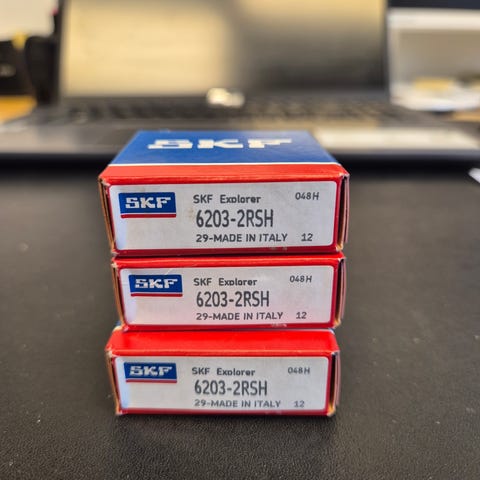 SKF
SKF SKF Explorer 048H
6203-2RSH
29-MADE IN ITALY 12
SKF SKF Explorer 048H
6203-2RSH
29-MADE IN ITALY 12
SKF SKF Explorer 048H
6203-2RSH
29-MADE IN ITALY 12